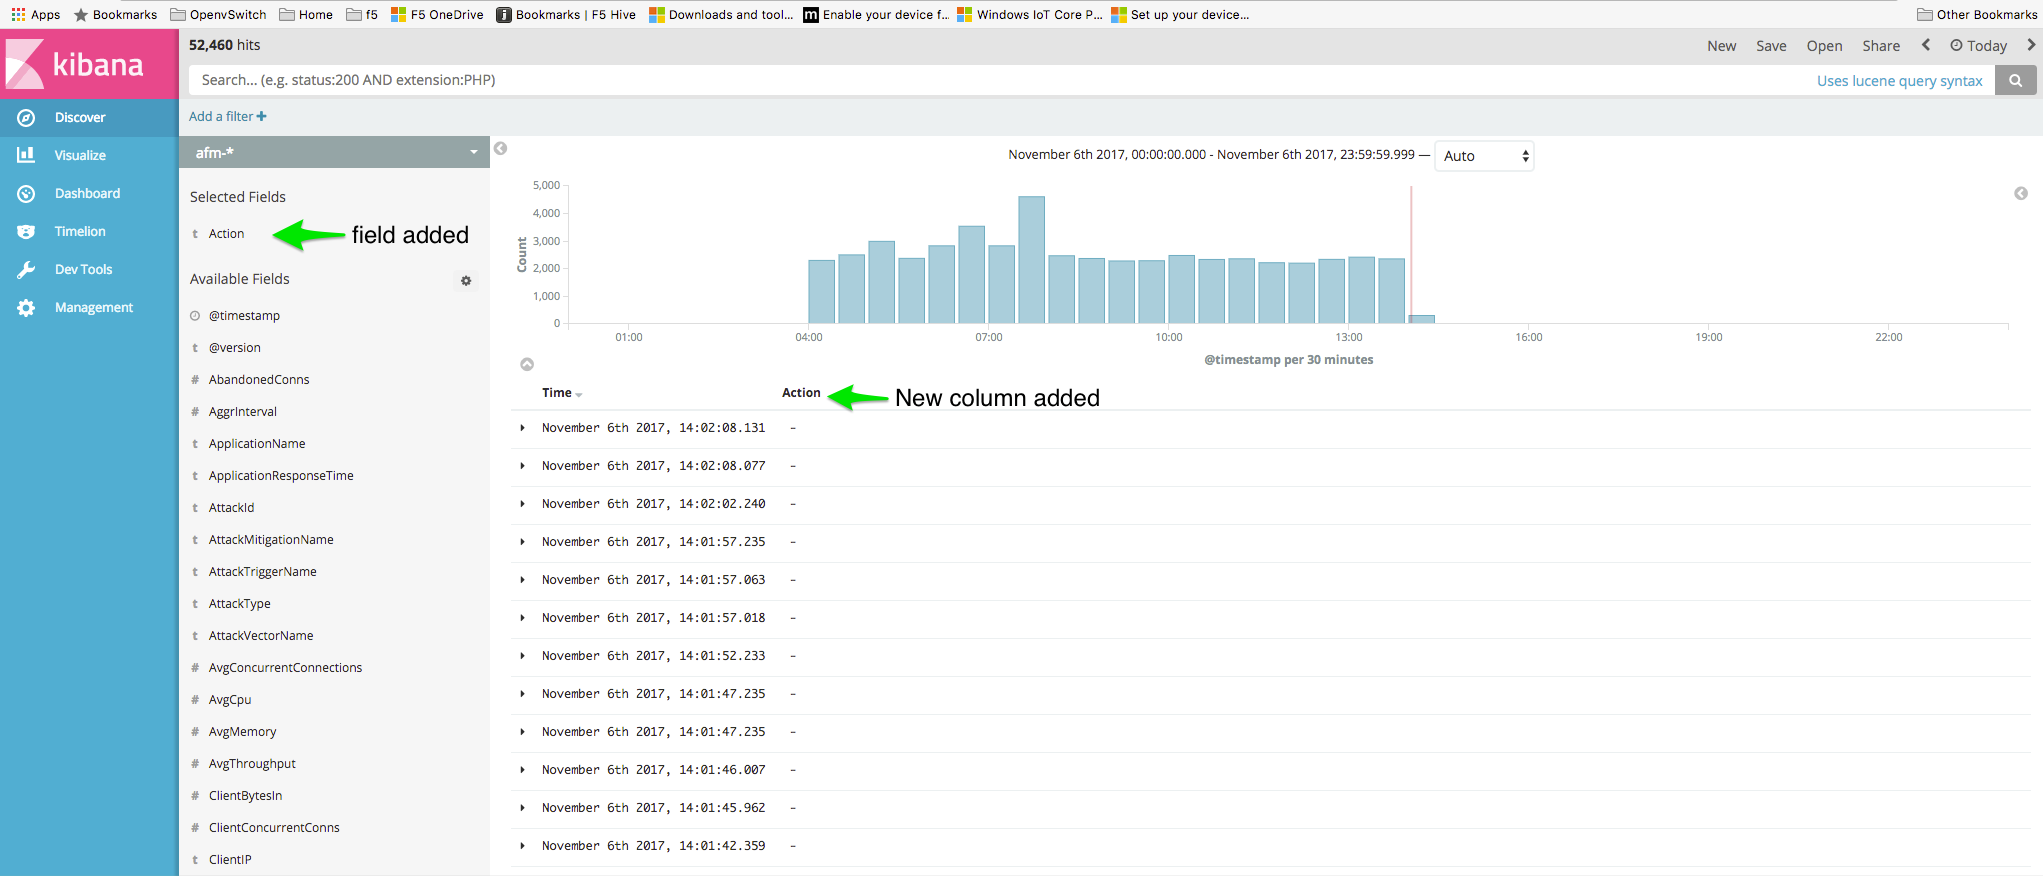 Apps Bookmarks OpenvSwitch Home f5 F5 OneDrive Bookmarks | F5 Hive Downloads and tool... Enable your device f... Windows IoT Core P... Set up your device... Other Bookmarks
kibana
52,460 hits
New Save Open Share Today
Search... (e.g. status:200 AND extension:PHP)
Uses lucene query syntax
Add a filter
Discover
Visualize
Dashboard
Timelion
Dev Tools
Management
afm-*
Selected Fields
t Action
field added
Available Fields
@timestamp
t @version
# AbandonedConns
# AggrInterval
t ApplicationName
t ApplicationResponseTime
t AttackId
t AttackMitigationName
t AttackTriggerName
t AttackType
t AttackVectorName
# AvgConcurrentConnections
# AvgCpu
# AvgMemory
# AvgThroughput
# ClientBytesIn
# ClientConcurrentConns
t ClientIP
November 6th 2017, 00:00:00.000 - November 6th 2017, 23:59:59.999 — Auto
Count
5,000
4,000
3,000
2,000
1,000
0
01:00 04:00 07:00 10:00 13:00 16:00 19:00 22:00
@timestamp per 30 minutes
Time Action
New column added
November 6th 2017, 14:02:08.131 -
November 6th 2017, 14:02:08.077 -
November 6th 2017, 14:02:02.240 -
November 6th 2017, 14:01:57.235 -
November 6th 2017, 14:01:57.063 -
November 6th 2017, 14:01:57.018 -
November 6th 2017, 14:01:52.233 -
November 6th 2017, 14:01:47.235 -
November 6th 2017, 14:01:47.235 -
November 6th 2017, 14:01:46.007 -
November 6th 2017, 14:01:45.962 -
November 6th 2017, 14:01:42.359 -